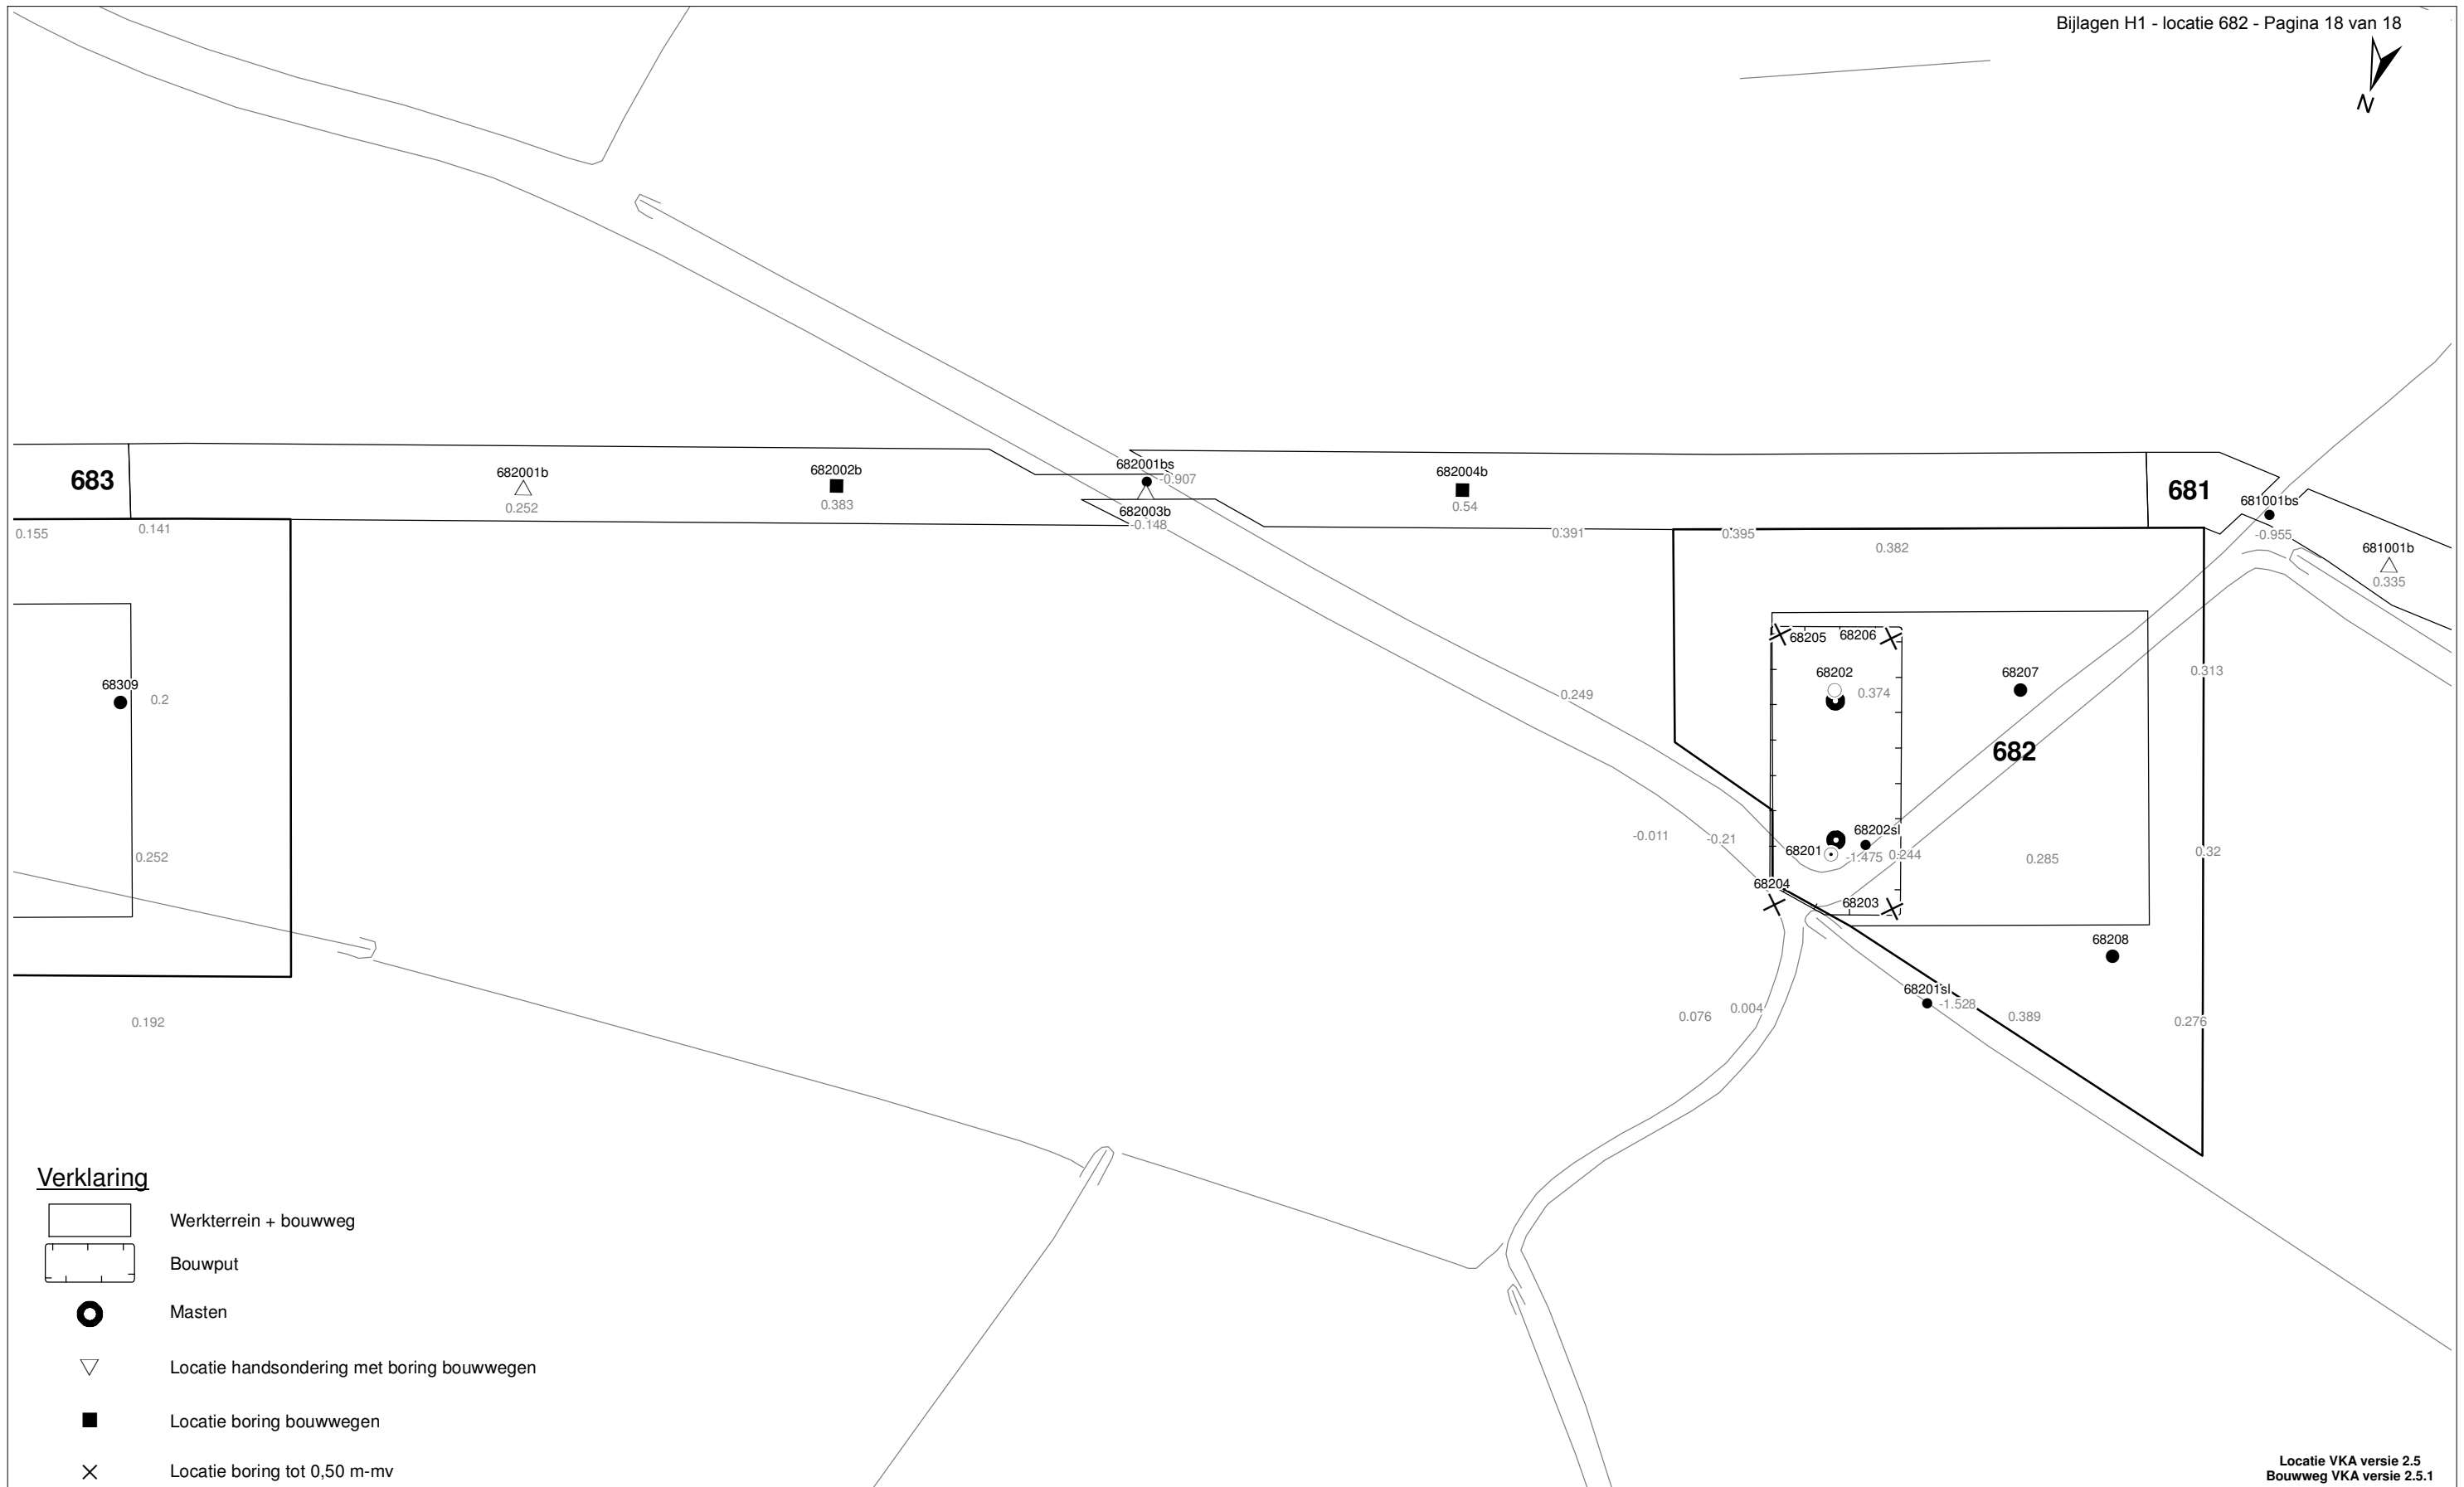 Bijlagen H1 - locatie 682 - Pagina 18 van 18
N
683
682001b
0.252
682002b
0.383
682001bs
-0.907
682003b
-0.148
682004b
0.54
681
681001bs
-0.955
681001b
0.335
0.155
0.141
0.391
0.395
0.382
68205
68206
68309
0.2
0.249
68202
0.374
68207
0.313
682
0.252
-0.011
-0.21
68202sl
68201
-1.475
0.244
0.285
0.32
68204
68203
68208
68201sl
-1.528
0.192
0.076
0.004
0.389
0.276
Verklaring
Werkterrein + bouwweg
Bouwput
Masten
Locatie handsondering met boring bouwwegen
Locatie boring bouwwegen
Locatie boring tot 0,50 m-mv
Locatie VKA versie 2.5
Bouwweg VKA versie 2.5.1